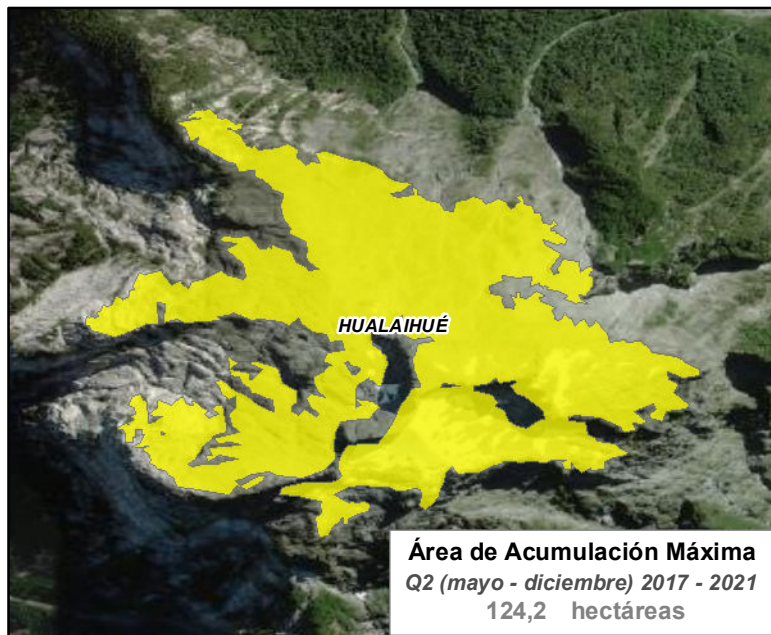 HUALAIHUÉ
Área de Acumulación Máxima
Q2 (mayo - diciembre) 2017 - 2021
124,2 hectáreas